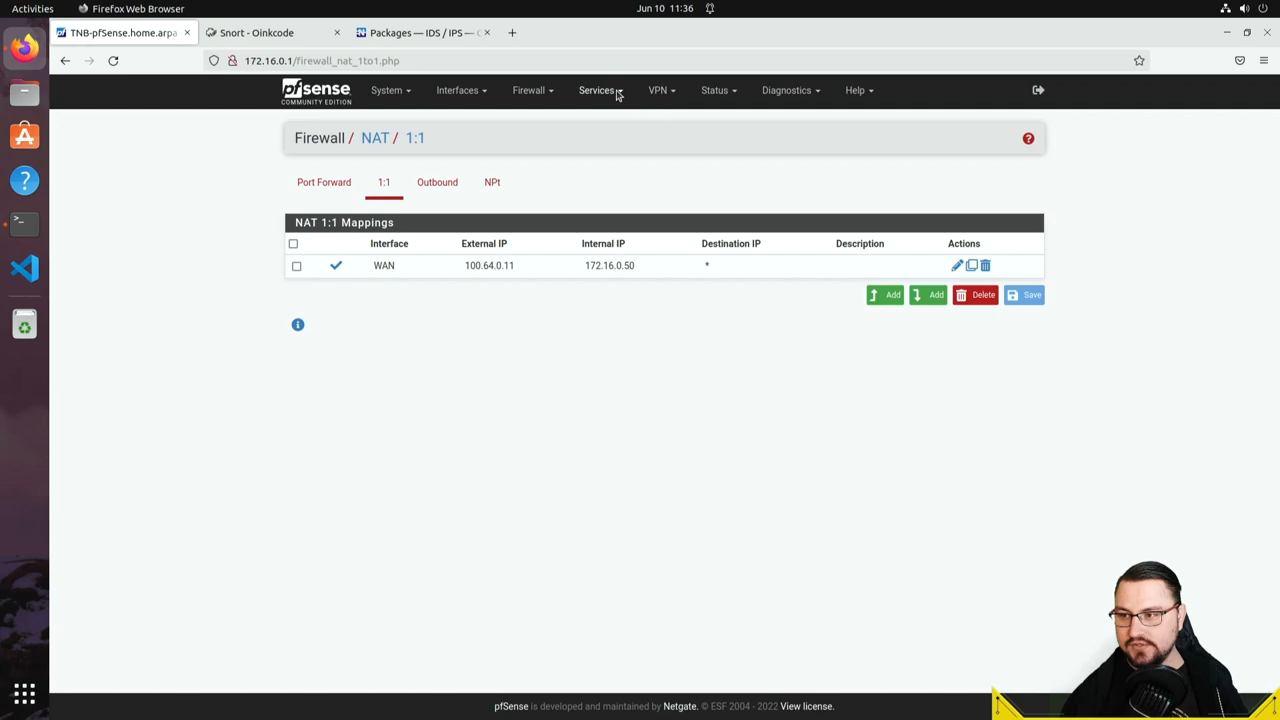 Activities
Firefox Web Browser
Jun 10 11:36
TNB-pfSense.home.arpa
Snort - Oinkcode
Packages — IDS / IPS —
172.16.0.1/firewall_nat_1to1.php
pfsense
COMMUNITY EDITION
System
Interfaces
Firewall
Services
VPN
Status
Diagnostics
Help
Firewall / NAT / 1:1
Port Forward
1:1
Outbound
NPt
NAT 1:1 Mappings
Interface External IP Internal IP Destination IP Description Actions
WAN 100.64.0.11 172.16.0.50 *
Add
Add
Delete
Save
pfSense is developed and maintained by Netgate. © ESF 2004 - 2022 View license.